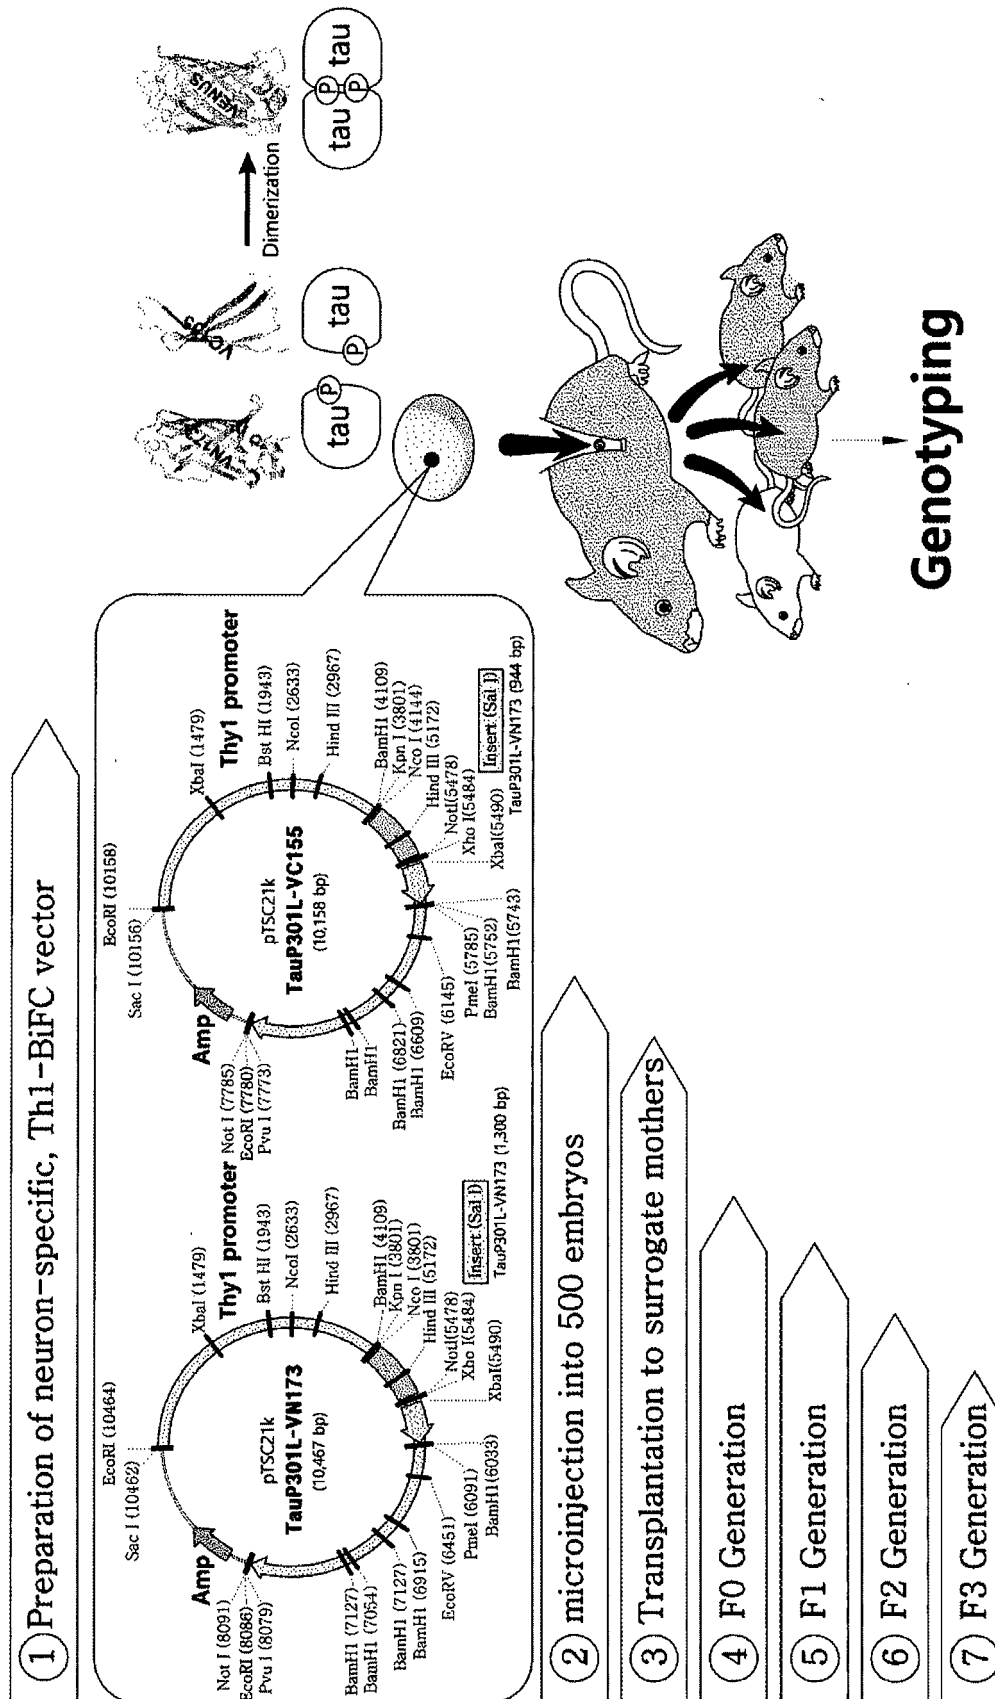 ① Preparation of neuron-specific, Th1-BiFC vector
EcoRI (10464)
Sac I (10462)
XbaI (1479)
Thy1 promoter
Bst HI (1943)
NcoI (2633)
Hind III (2967)
BamHI (4109)
Kpn I (3801)
Nco I (3801)
Hind III (5172)
NotI(5478)
Xho I(5484)
XbaI(5490)
Insert (Sal I)
TauP301L-VN173 (1,300 bp)
pTSC21k
TauP301L-VN173
(10,467 bp)
Amp
Not I (8091)
EcoRI (8086)
Pvu I (8079)
BamH1 (7127)
BamH1 (7054)
BamH1 (7127)
BamH1 (6915)
EcoRV (6451)
PmeI (6091)
BamH1(6033)
EcoRI (10158)
Sac I (10156)
XbaI (1479)
Thy1 promoter
Bst HI (1943)
NcoI (2633)
Hind III (2967)
BamH1 (4109)
Kpn I (3801)
Nco I (4144)
Hind III (5172)
NotI(5478)
Xho I(5484)
XbaI(5490)
Insert (Sal I)
TauP301L-VN173 (944 bp)
pTSC21k
TauP301L-VC155
(10,158 bp)
Amp
Not I (7785)
EcoRI (7780)
Pvu I (7773)
BamH1
BamH1
BamH1 (6821)
BamH1 (6609)
EcoRV (6145)
PmeI (5785)
BamH1(5752)
BamH1(5743)
VN173
VENUS
Dimerization
tau P
P tau
tau P P tau
② microinjection into 500 embryos
③ Transplantation to surrogate mothers
④ F0 Generation
⑤ F1 Generation
⑥ F2 Generation
⑦ F3 Generation
Genotyping